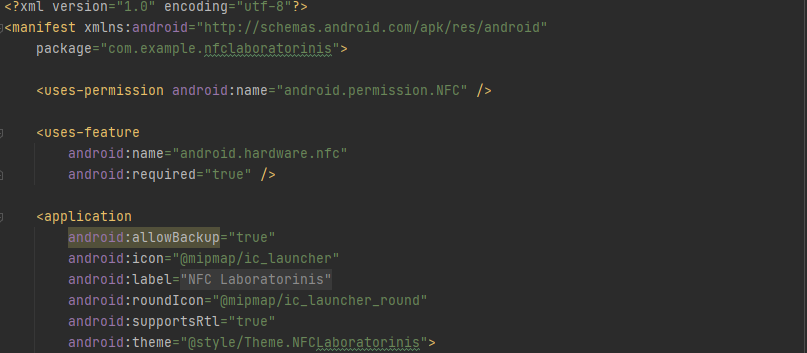 <?xml version="1.0" encoding="utf-8"?>
<manifest xmlns:android="http://schemas.android.com/apk/res/android"
package="com.example.nfclaboratorinis">
<uses-permission android:name="android.permission.NFC" />
<uses-feature
android:name="android.hardware.nfc"
android:required="true" />
<application
android:allowBackup="true"
android:icon="@mipmap/ic_launcher"
android:label="NFC Laboratorinis"
android:roundIcon="@mipmap/ic_launcher_round"
android:supportsRtl="true"
android:theme="@style/Theme.NFCLaboratorinis">